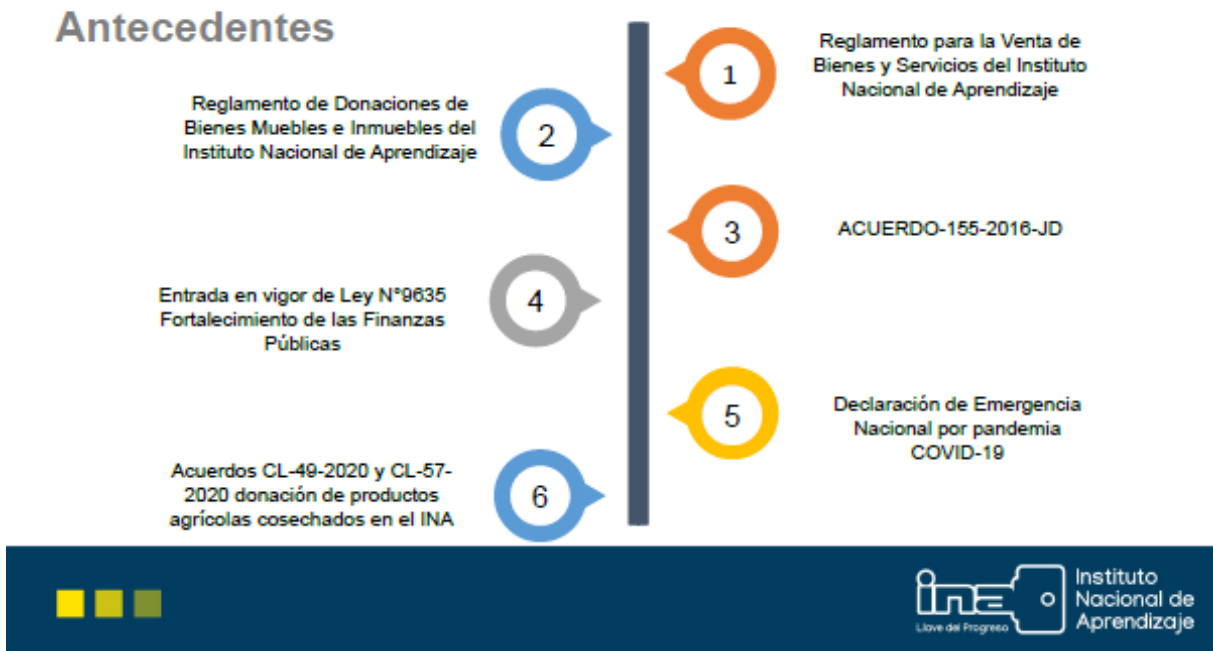 Antecedentes
1
Reglamento para la Venta de
Bienes y Servicios del Instituto
Nacional de Aprendizaje
Reglamento de Donaciones de
Bienes Muebles e Inmuebles del
Instituto Nacional de Aprendizaje
2
3
ACUERDO-155-2016-JD
Entrada en vigor de Ley N°9635
Fortalecimiento de las Finanzas
Públicas
4
5
Declaración de Emergencia
Nacional por pandemia
COVID-19
Acuerdos CL-49-2020 y CL-57-
2020 donación de productos
agrícolas cosechados en el INA
6
ina
Llave del Progreso
Instituto
Nacional de
Aprendizaje